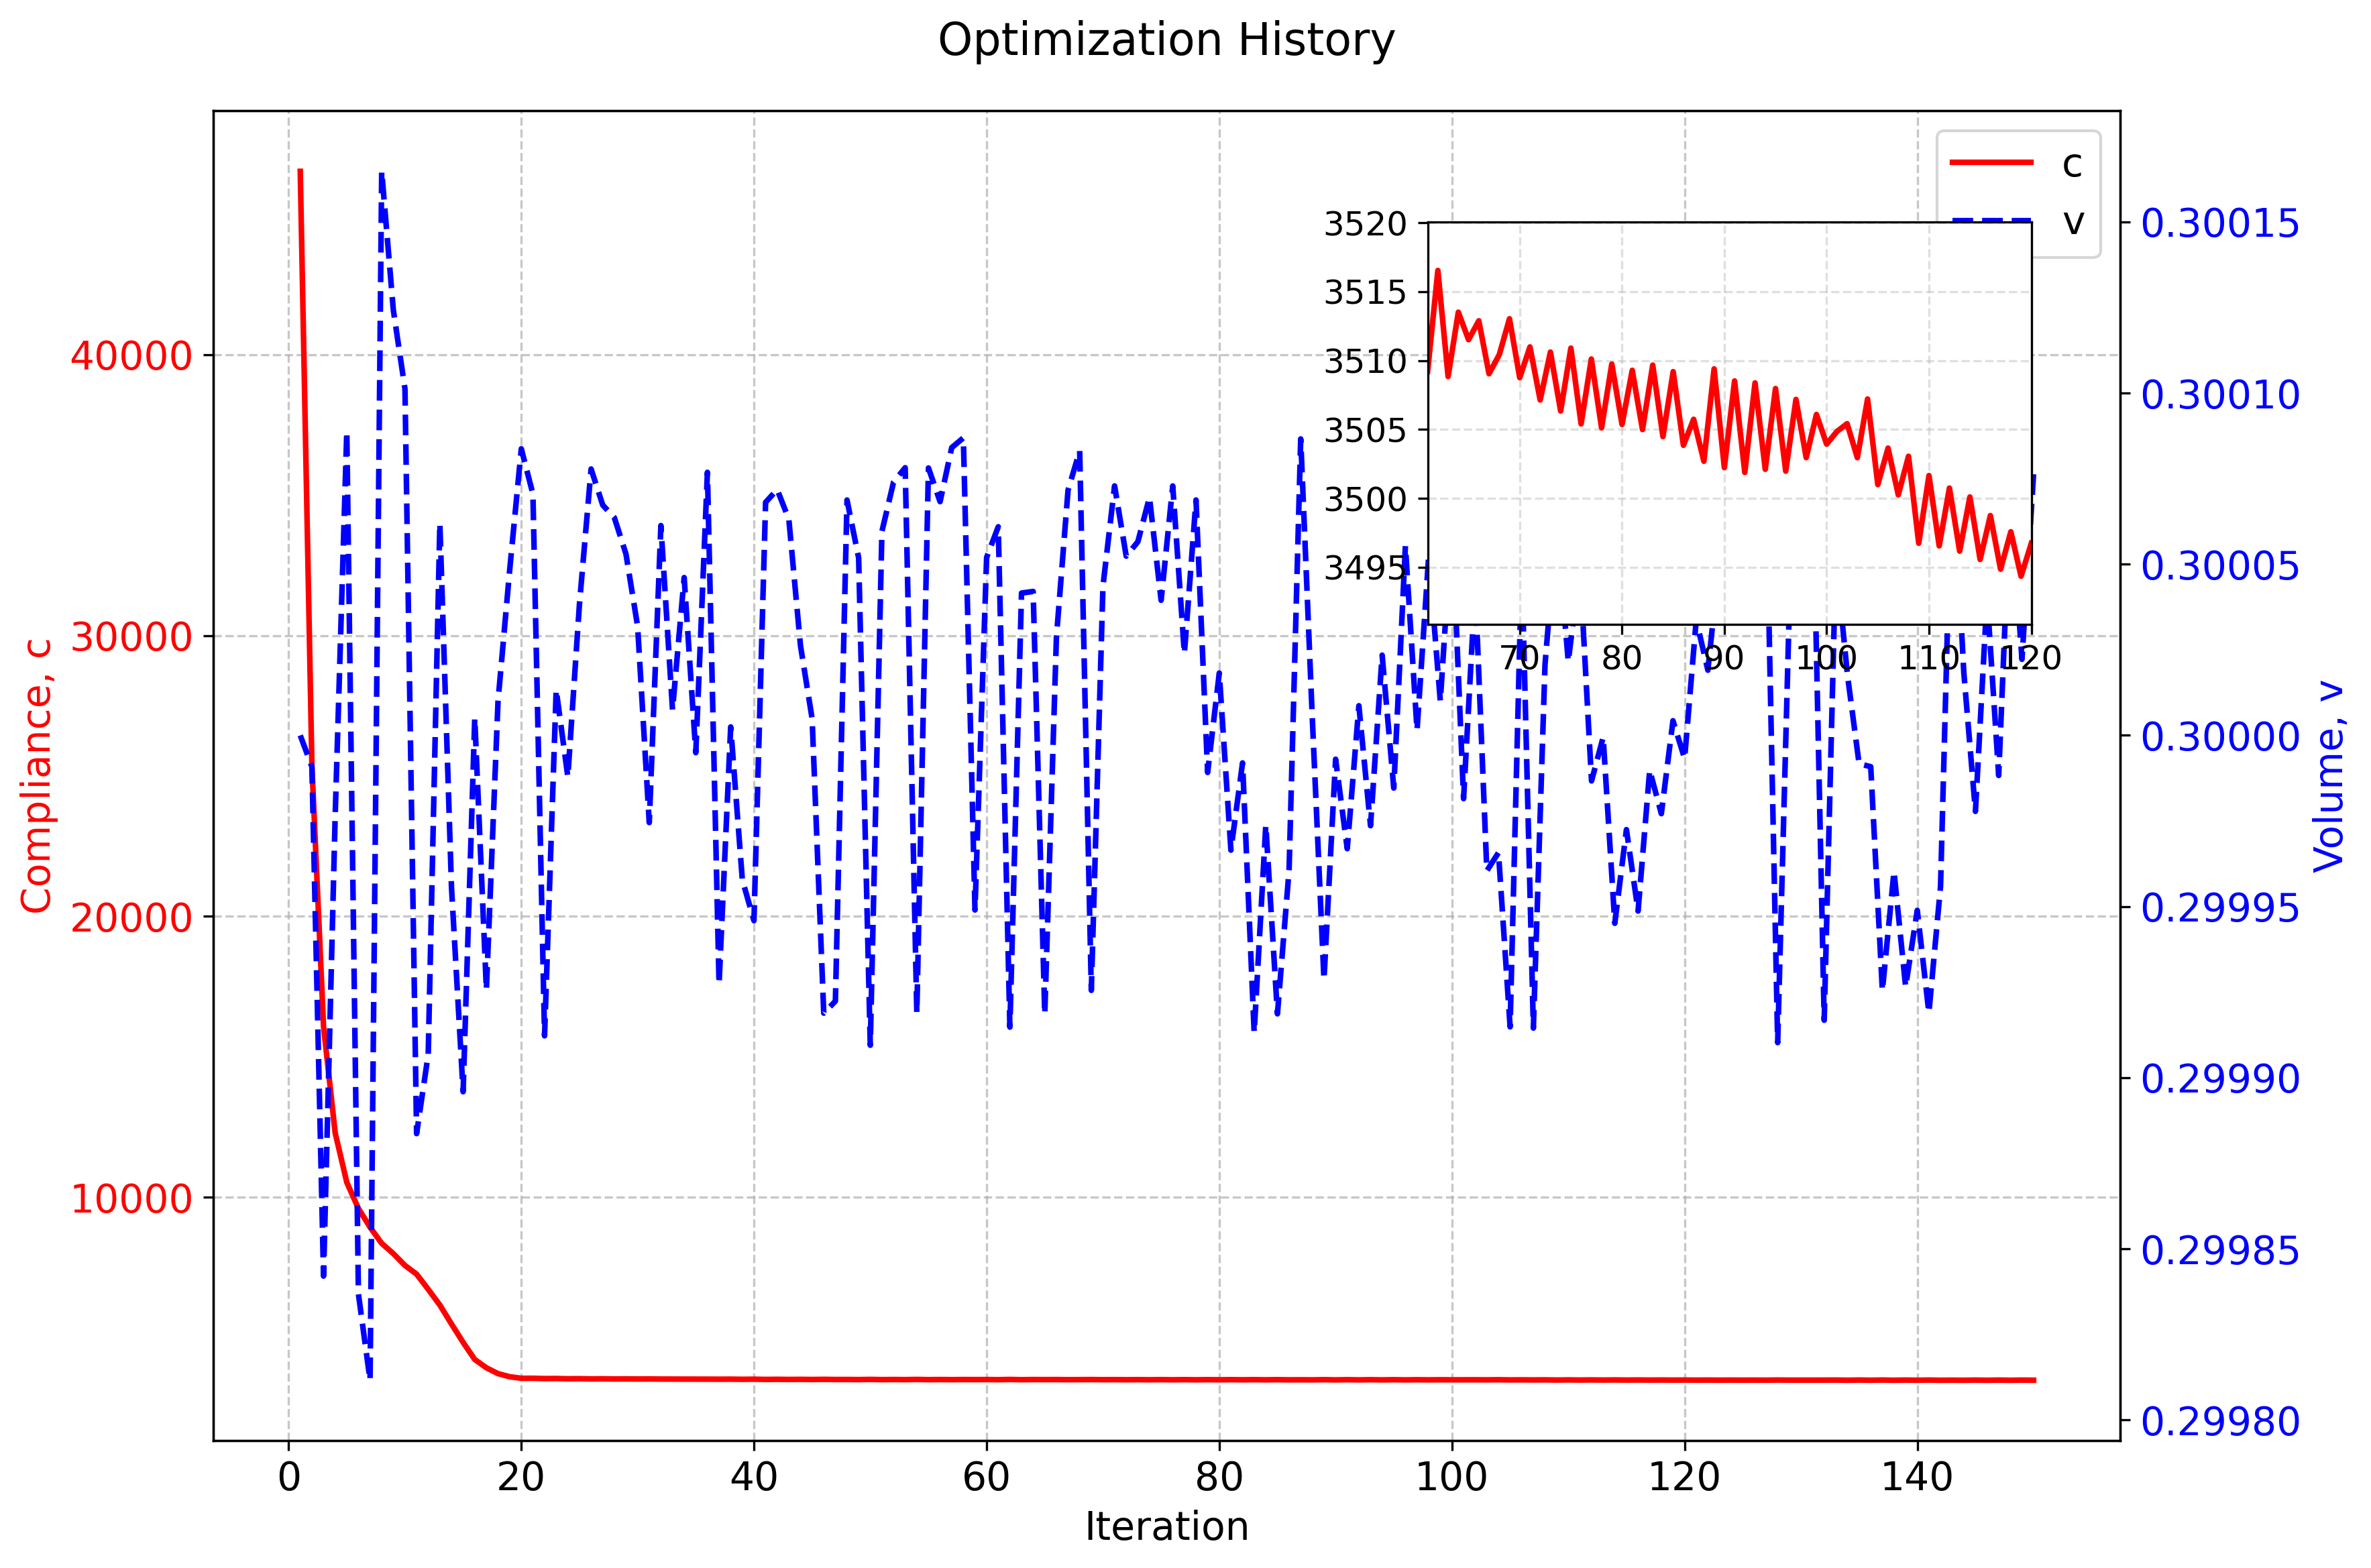 Optimization History
Compliance, c
40000
30000
20000
10000
c
v
3520
3515
3510
3505
3500
3495
70 80 90 100 110 120
0.30015
0.30010
0.30005
0.30000
0.29995
0.29990
0.29985
0.29980
Volume, v
0 20 40 60 80 100 120 140
Iteration